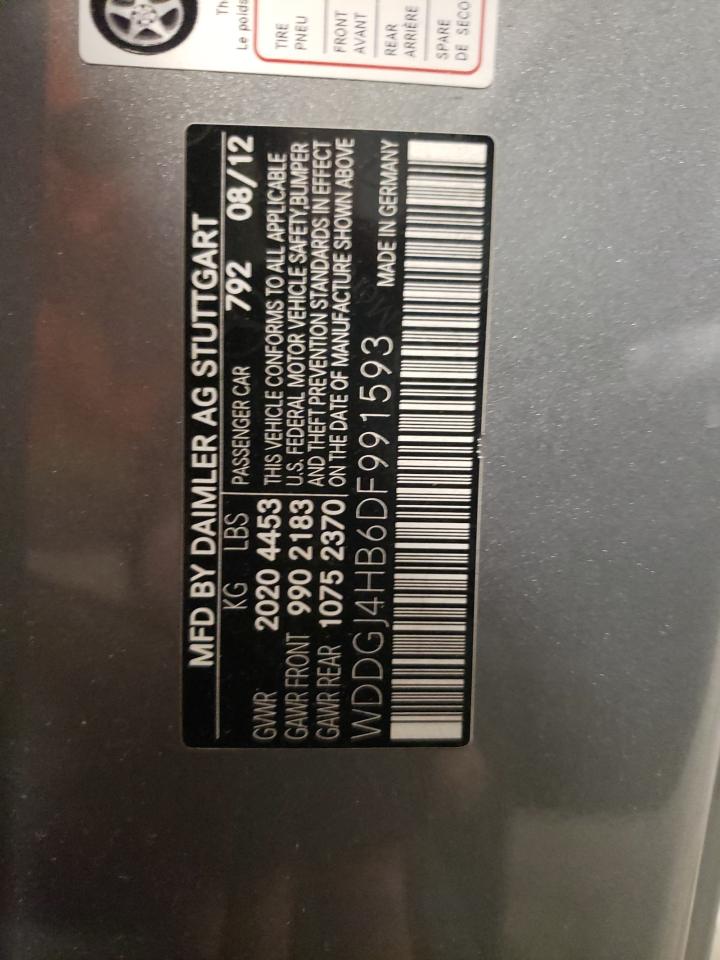 Th
Le poids
TIRE
PNEU
FRONT
AVANT
REAR
ARRIÈRE
SPARE
DE SECO
MFD BY DAIMLER AG STUTTGART
KG LBS
GVWR 2020 4453
GAWR FRONT 990 2183
GAWR REAR 1075 2370
PASSENGER CAR 792 08/12
THIS VEHICLE CONFORMS TO ALL APPLICABLE
U.S. FEDERAL MOTOR VEHICLE SAFETY,BUMPER
AND THEFT PREVENTION STANDARDS IN EFFECT
ON THE DATE OF MANUFACTURE SHOWN ABOVE
WDDGJ4HB6DF991593 MADE IN GERMANY